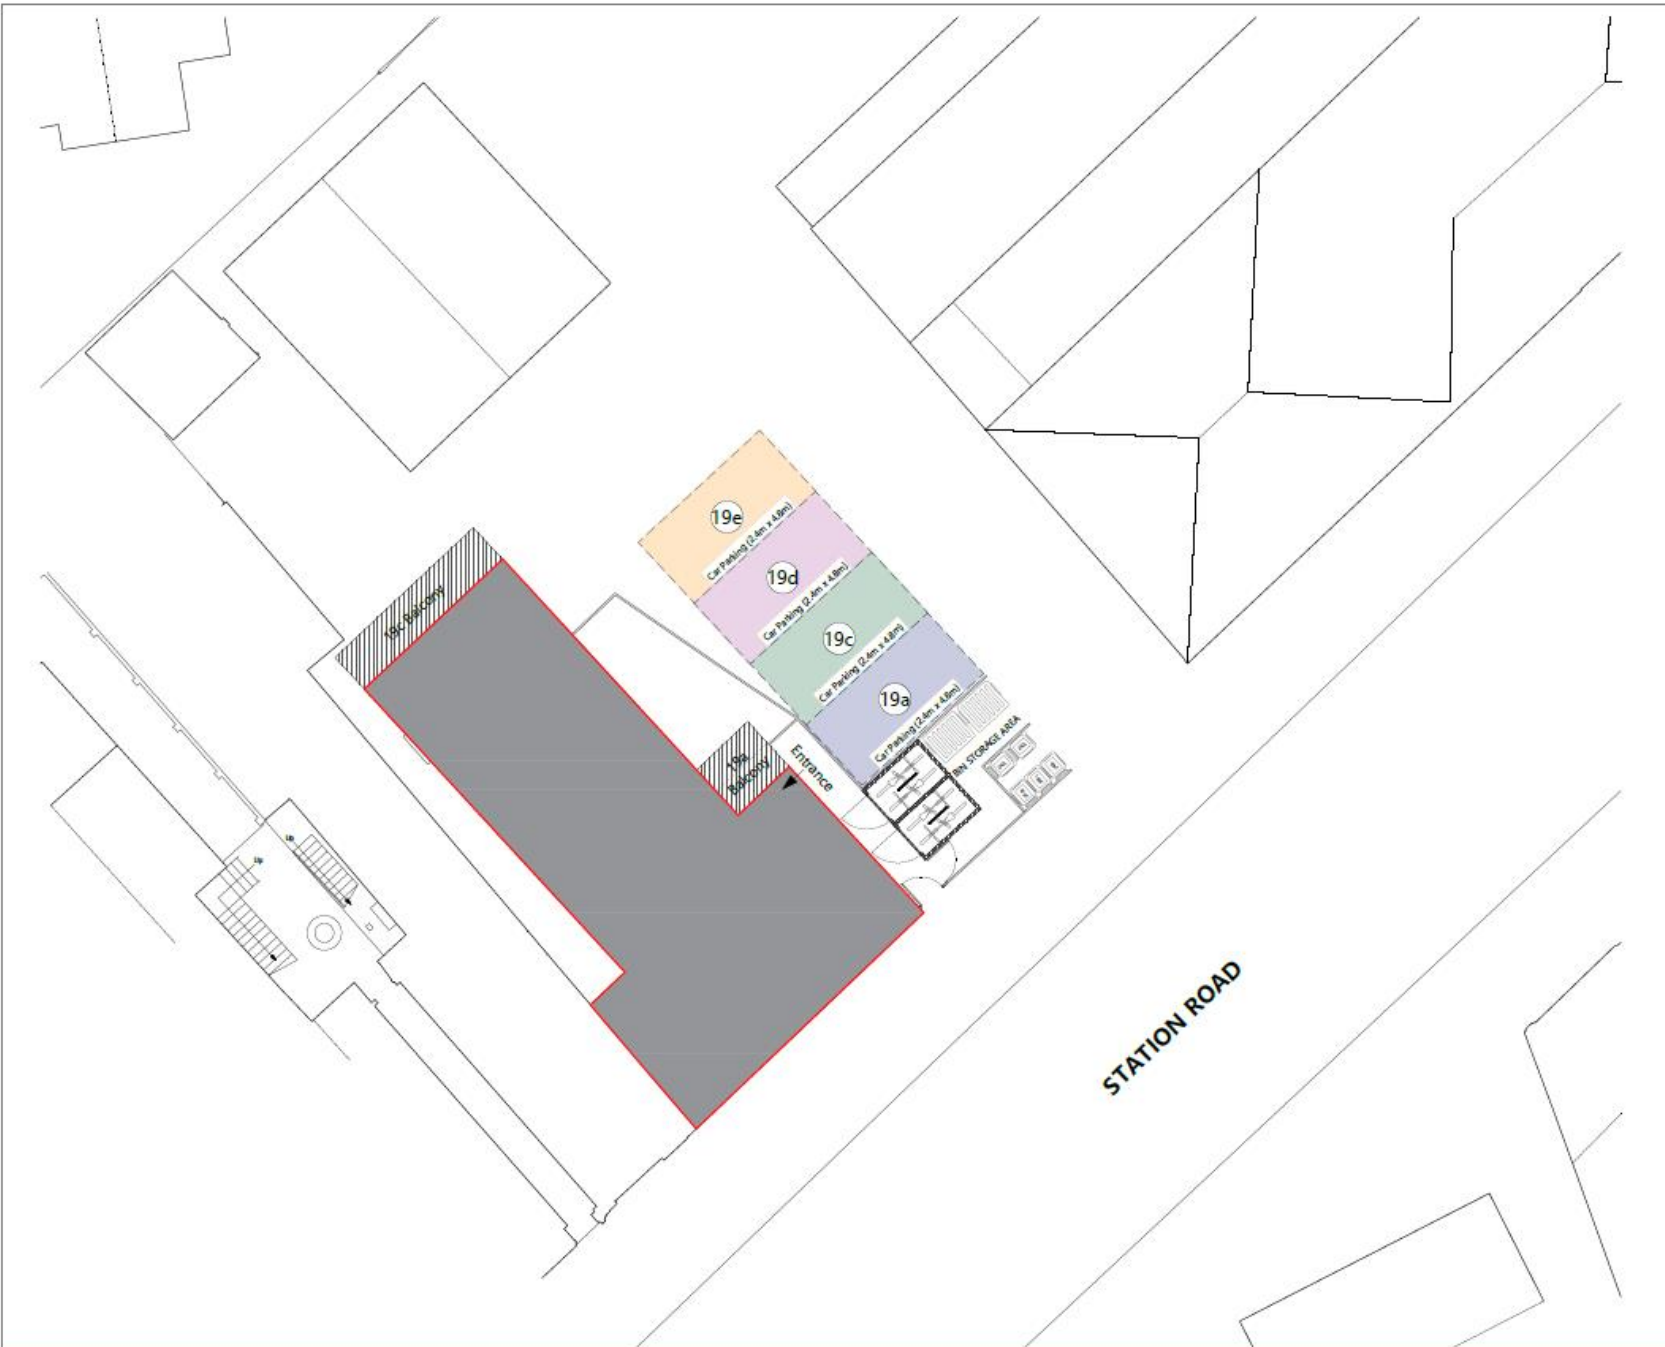 19e
Car Parking (2.4m x 4.8m)
19d
Car Parking (2.4m x 4.8m)
19c
Car Parking (2.4m x 4.8m)
19a
Car Parking (2.4m x 4.8m)
19c Balcony
19a
Balcony
Entrance
BIN STORAGE AREA
Up
Up
STATION ROAD